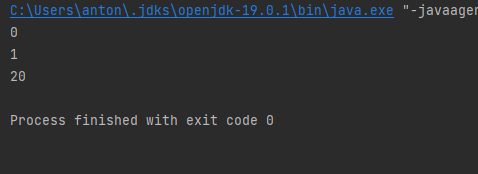 C:\Users\anton\.jdks\openjdk-19.0.1\bin\java.exe "-javaagen
0
1
20
Process finished with exit code 0